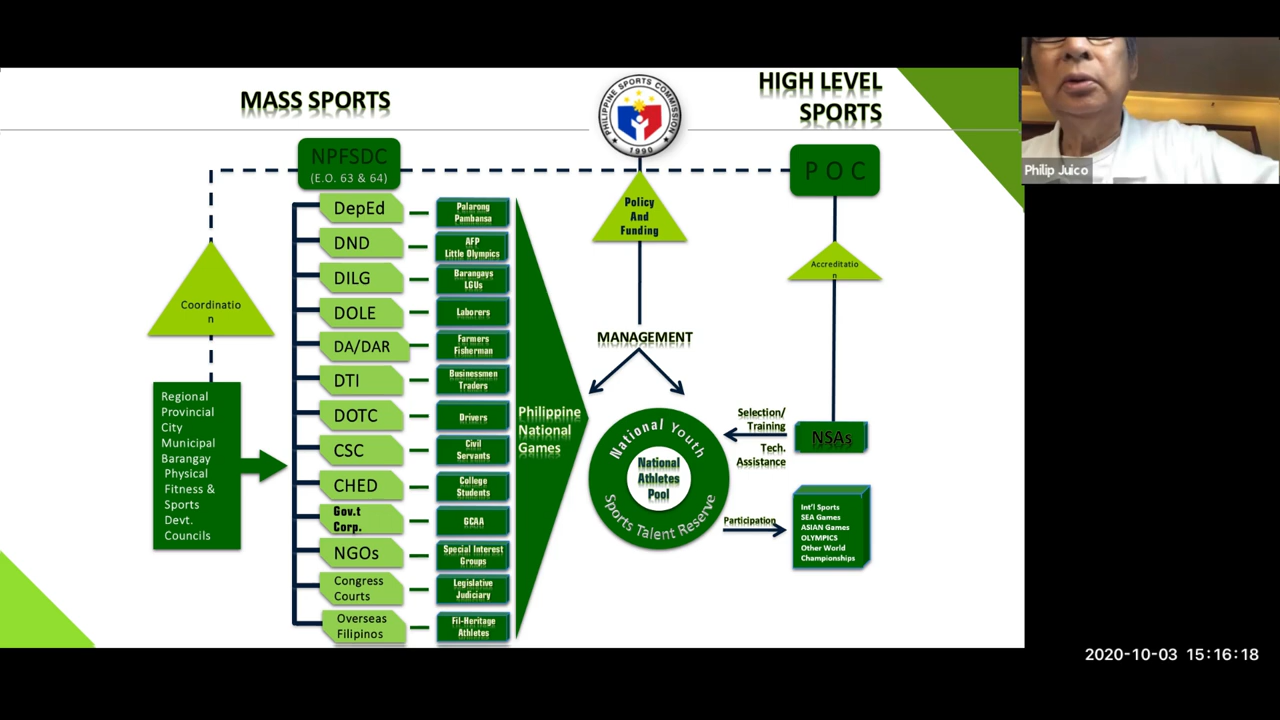 MASS SPORTS
PHILIPPINE SPORTS COMMISSION
1990
HIGH LEVEL
SPORTS
Philip Juico
NPFSDC
(E.O. 63 & 64)
P O C
Policy
And
Funding
Accreditatio
n
Coordinatio
n
Regional
Provincial
City
Municipal
Barangay
Physical
Fitness &
Sports
Devt.
Councils
DepEd
Palarong
Pambansa
DND
AFP
Little Olympics
DILG
Barangays
LGUs
DOLE
Laborers
DA/DAR
Farmers
Fisherman
DTI
Businessmen
Traders
DOTC
Drivers
CSC
Civil
Servants
CHED
College
Students
Gov.t
Corp.
GCAA
NGOs
Special Interest
Groups
Congress
Courts
Legislative
Judiciary
Overseas
Filipinos
Fil-Heritage
Athletes
Philippine
National
Games
MANAGEMENT
National Youth
Sports Talent Reserve
National
Athletes
Pool
Selection/
Training
Tech.
Assistance
NSAs
Participation
Int'l Sports
SEA Games
ASIAN Games
OLYMPICS
Other World
Championships
2020-10-03 15:16:18